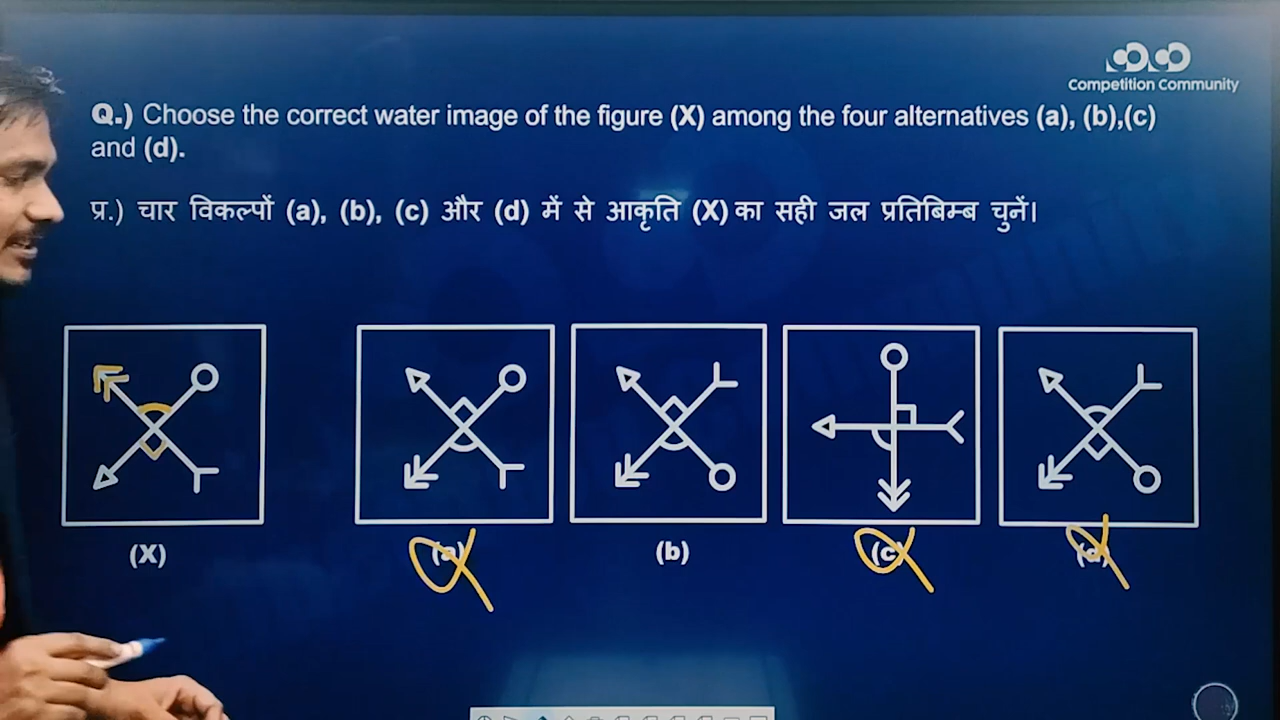 Competition Community
Q.) Choose the correct water image of the figure (X) among the four alternatives (a), (b),(c)
and (d).
प्र.) चार विकल्पों (a), (b), (c) और (d) में से आकृति (X) का सही जल प्रतिबिम्ब चुनें।
(X) (a) (b) (c) (d)